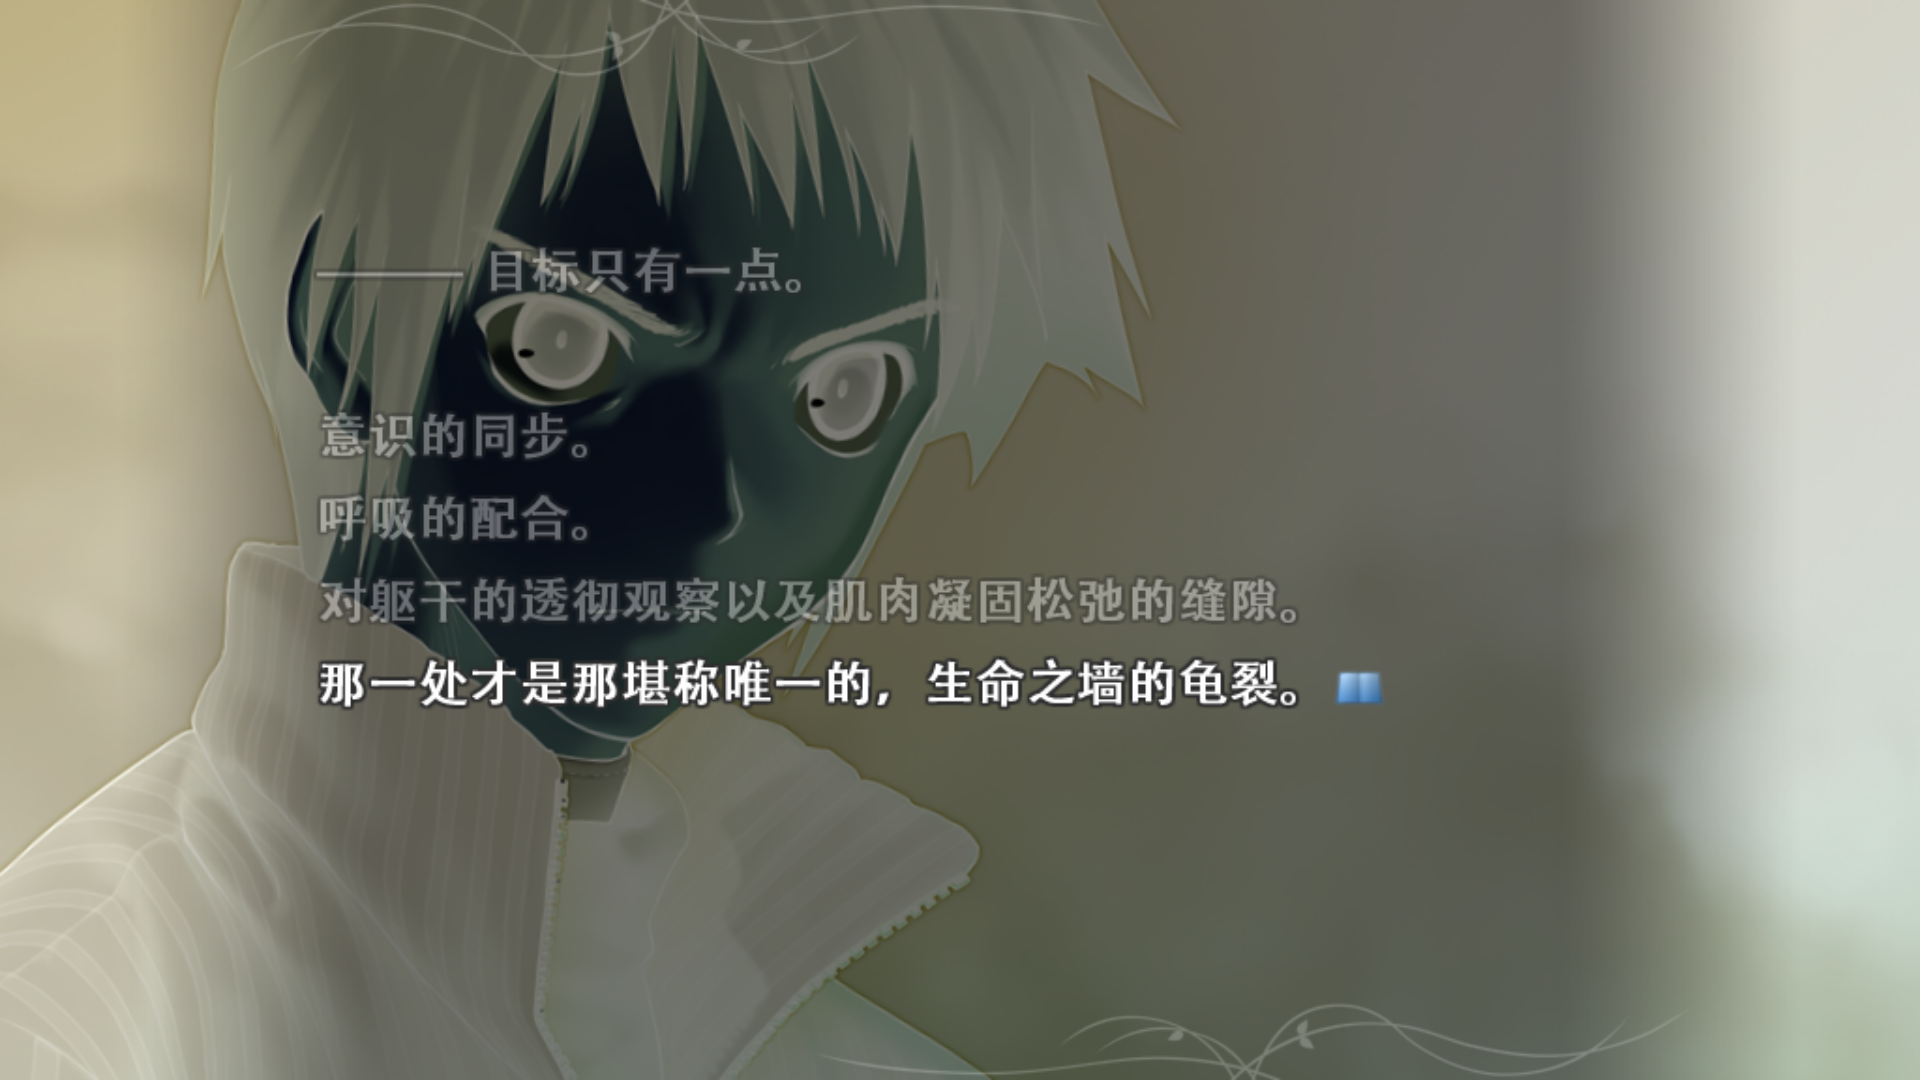 ———目标只有一点。
意识的同步。
呼吸的配合。
对躯干的透彻观察以及肌肉凝固松弛的缝隙。
那一处才是那堪称唯一的，生命之墙的龟裂。